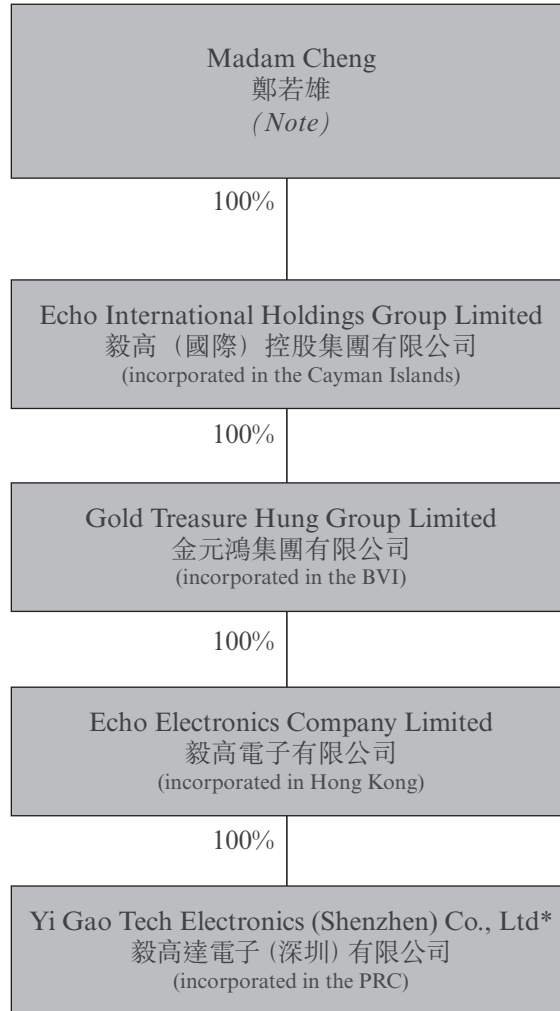 Madam Cheng
鄭若雄
(Note)
100%
Echo International Holdings Group Limited
毅高（國際）控股集團有限公司
(incorporated in the Cayman Islands)
100%
Gold Treasure Hung Group Limited
金元鴻集團有限公司
(incorporated in the BVI)
100%
Echo Electronics Company Limited
毅高電子有限公司
(incorporated in Hong Kong)
100%
Yi Gao Tech Electronics (Shenzhen) Co., Ltd*
毅高達電子（深圳）有限公司
(incorporated in the PRC)